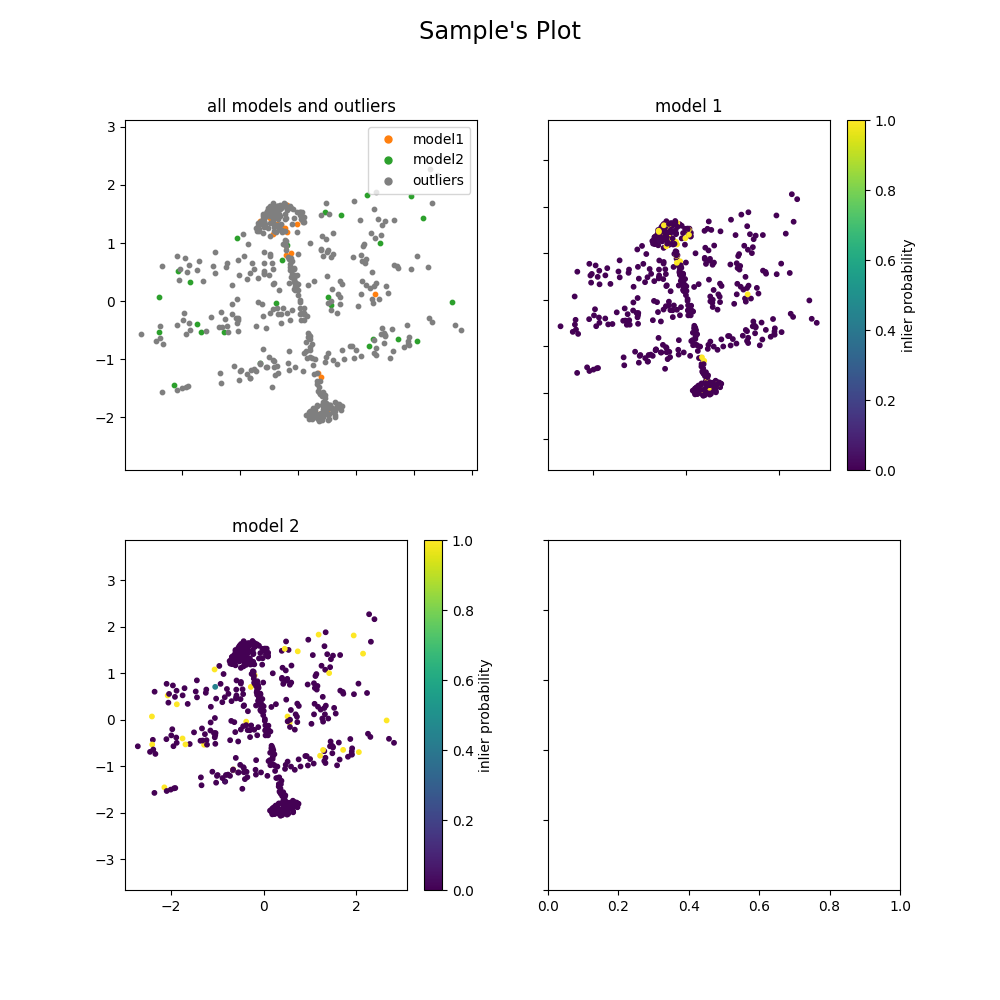 Sample's Plot
all models and outliers
model1
model2
outliers
3
2
1
0
−1
−2
model 1
1.0
0.8
0.6
0.4
0.2
0.0
inlier probability
model 2
3
2
1
0
−1
−2
−3
−2 0 2
1.0
0.8
0.6
0.4
0.2
0.0
inlier probability
0.0 0.2 0.4 0.6 0.8 1.0